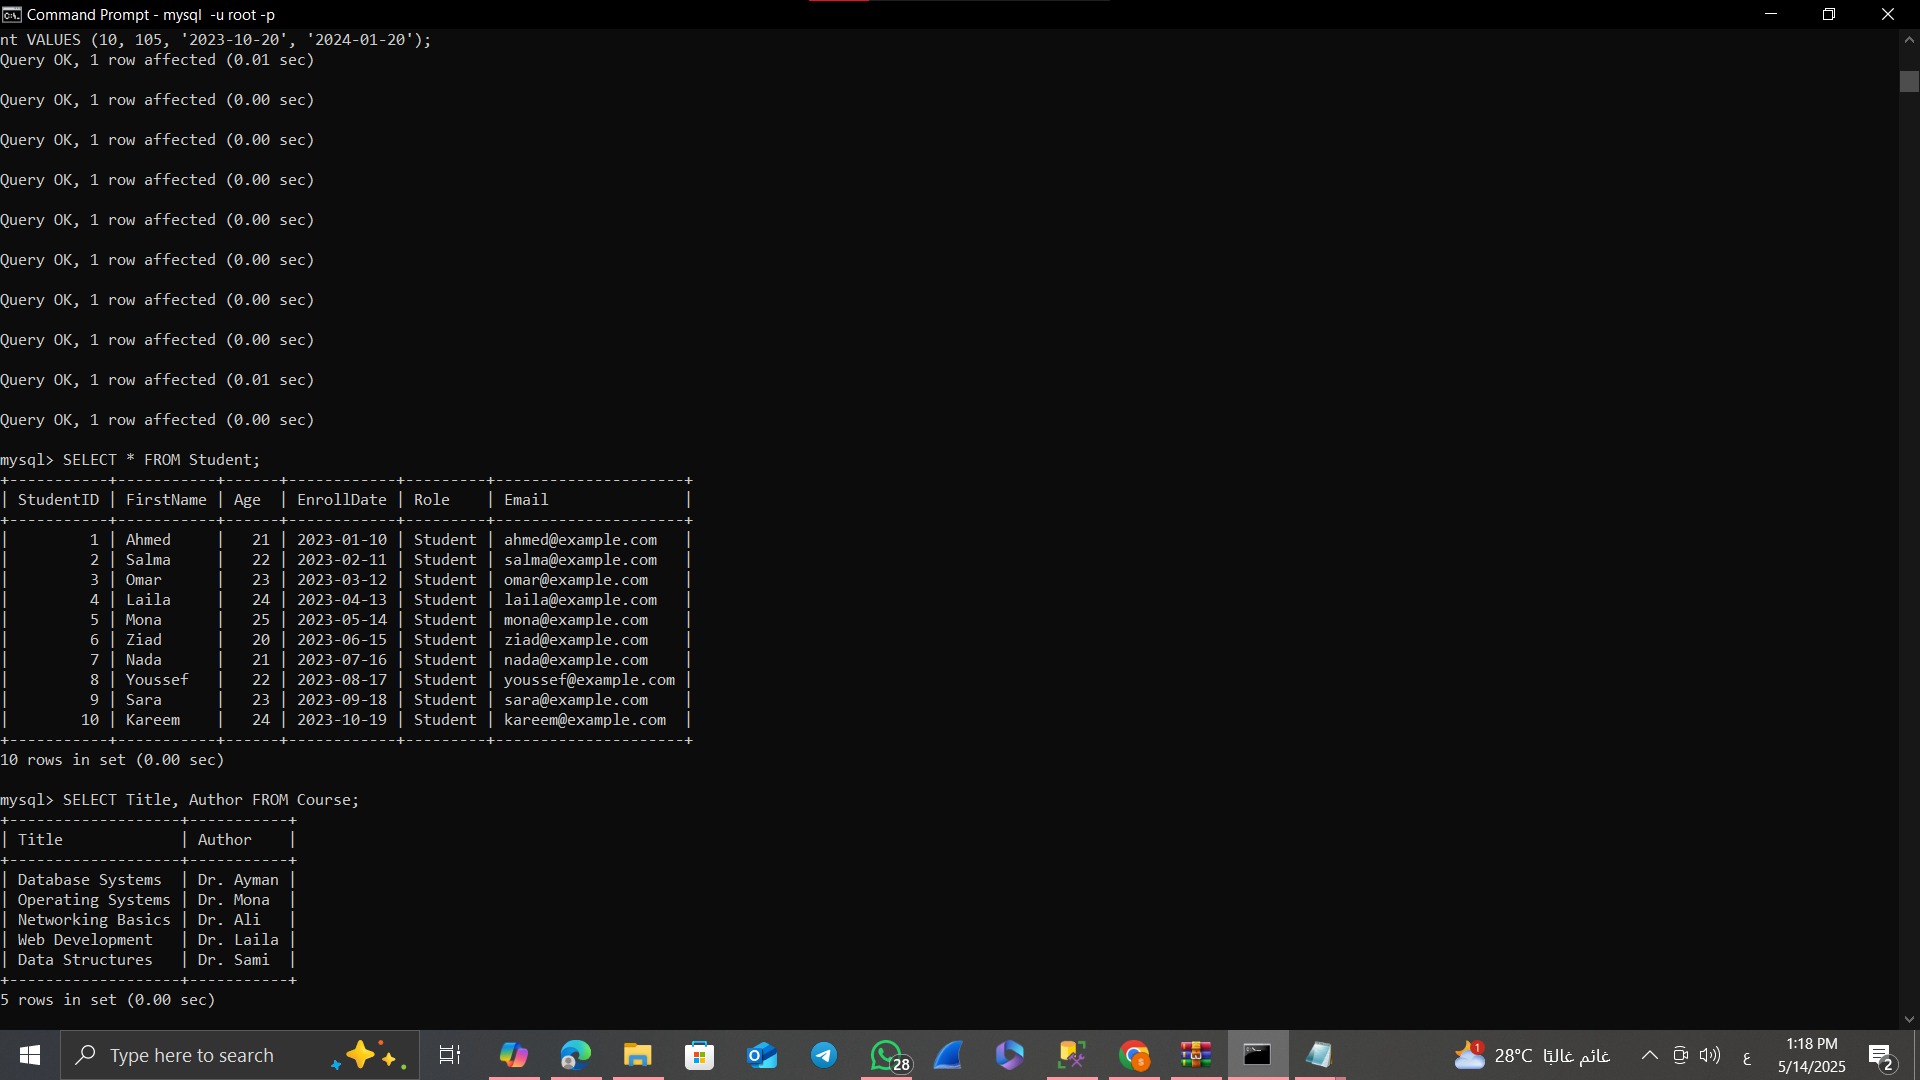 Command Prompt - mysql  -u root -p
nt VALUES (10, 105, '2023-10-20', '2024-01-20');
Query OK, 1 row affected (0.01 sec)
Query OK, 1 row affected (0.00 sec)
Query OK, 1 row affected (0.00 sec)
Query OK, 1 row affected (0.00 sec)
Query OK, 1 row affected (0.00 sec)
Query OK, 1 row affected (0.00 sec)
Query OK, 1 row affected (0.00 sec)
Query OK, 1 row affected (0.00 sec)
Query OK, 1 row affected (0.01 sec)
Query OK, 1 row affected (0.00 sec)
mysql> SELECT * FROM Student;
+-----------+-----------+------+------------+---------+---------------------+
| StudentID | FirstName | Age  | EnrollDate | Role    | Email               |
+-----------+-----------+------+------------+---------+---------------------+
|         1 | Ahmed     |   21 | 2023-01-10 | Student | ahmed@example.com   |
|         2 | Salma     |   22 | 2023-02-11 | Student | salma@example.com   |
|         3 | Omar      |   23 | 2023-03-12 | Student | omar@example.com    |
|         4 | Laila     |   24 | 2023-04-13 | Student | laila@example.com   |
|         5 | Mona      |   25 | 2023-05-14 | Student | mona@example.com    |
|         6 | Ziad      |   20 | 2023-06-15 | Student | ziad@example.com    |
|         7 | Nada      |   21 | 2023-07-16 | Student | nada@example.com    |
|         8 | Youssef   |   22 | 2023-08-17 | Student | youssef@example.com |
|         9 | Sara      |   23 | 2023-09-18 | Student | sara@example.com    |
|        10 | Kareem    |   24 | 2023-10-19 | Student | kareem@example.com  |
+-----------+-----------+------+------------+---------+---------------------+
10 rows in set (0.00 sec)
mysql> SELECT Title, Author FROM Course;
+-------------------+-----------+
| Title             | Author    |
+-------------------+-----------+
| Database Systems  | Dr. Ayman |
| Operating Systems | Dr. Mona  |
| Networking Basics | Dr. Ali   |
| Web Development   | Dr. Laila |
| Data Structures   | Dr. Sami  |
+-------------------+-----------+
5 rows in set (0.00 sec)
Type here to search
28
1
28°C غائم غالبًا
ع
1:18 PM
5/14/2025
2